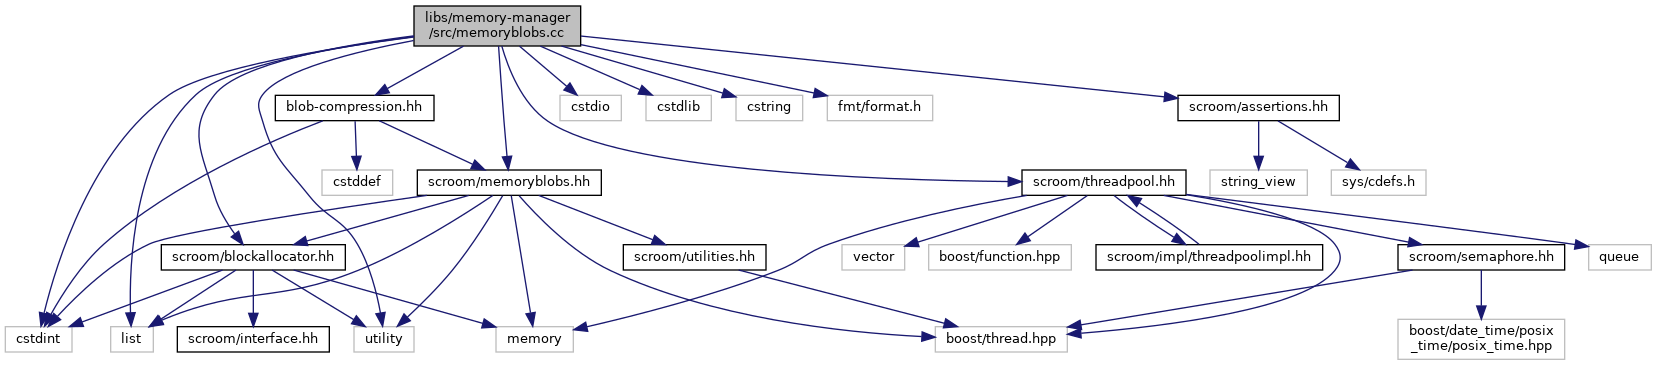 libs/memory-manager
/src/memoryblobs.cc
blob-compression.hh
cstdio
cstdlib
cstring
fmt/format.h
scroom/assertions.hh
cstddef
scroom/memoryblobs.hh
scroom/threadpool.hh
string_view
sys/cdefs.h
scroom/blockallocator.hh
scroom/utilities.hh
vector
boost/function.hpp
scroom/impl/threadpoolimpl.hh
scroom/semaphore.hh
queue
cstdint
list
scroom/interface.hh
utility
memory
boost/thread.hpp
boost/date_time/posix
_time/posix_time.hpp